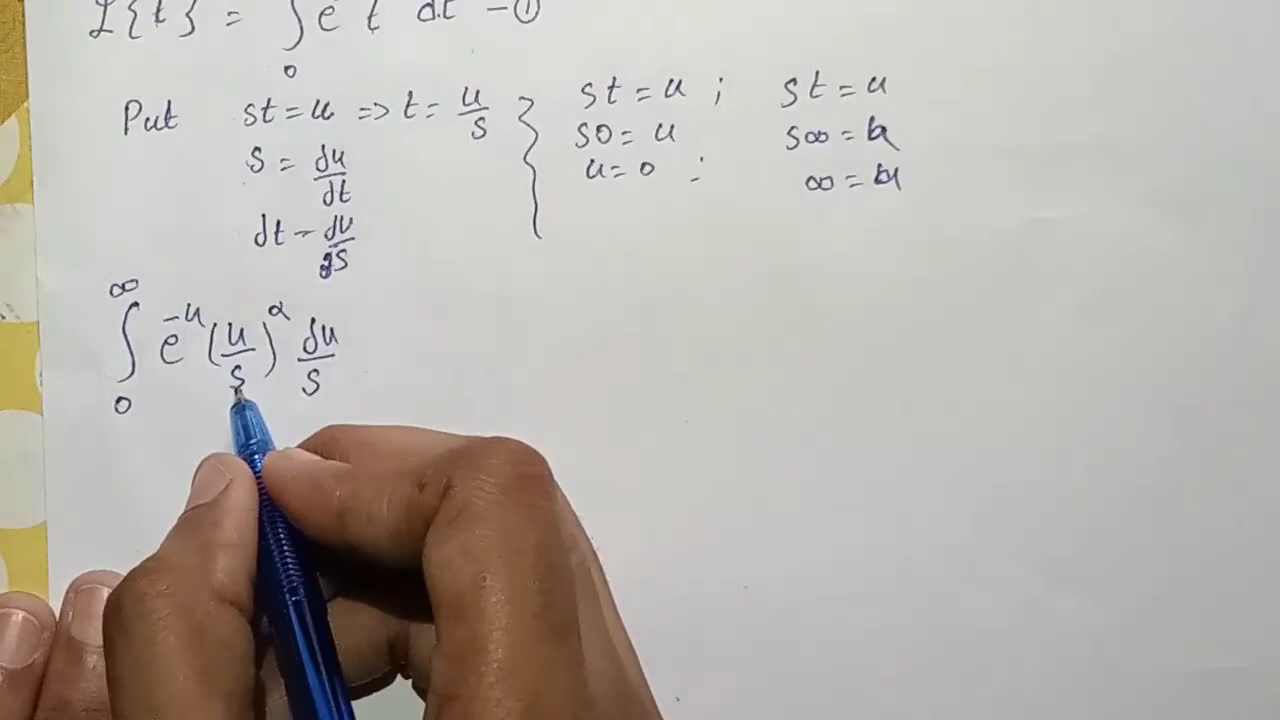 L{t} = ∫₀ e t dt - ①
Put st = u => t = u/s } st = u ; st = u
s = du/dt s0 = u s∞ = u
dt = du/s u = 0 ; ∞ = u
∫₀^∞ e^-u (u/s)^α du/s